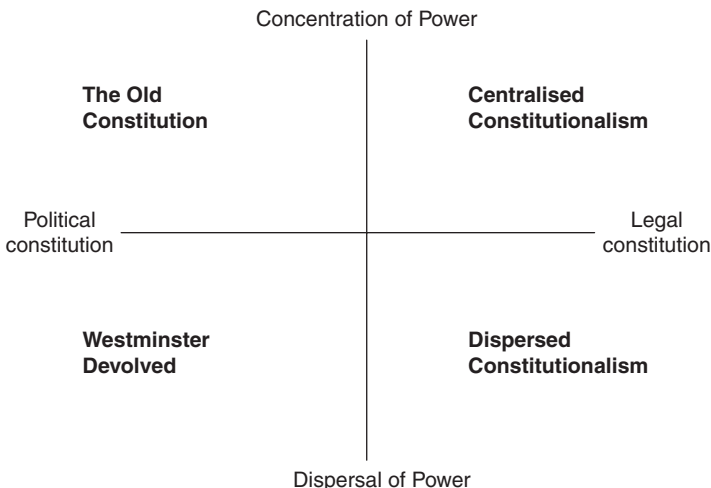 Concentration of Power
The Old
Constitution
Centralised
Constitutionalism
Political
constitution
Legal
constitution
Westminster
Devolved
Dispersed
Constitutionalism
Dispersal of Power